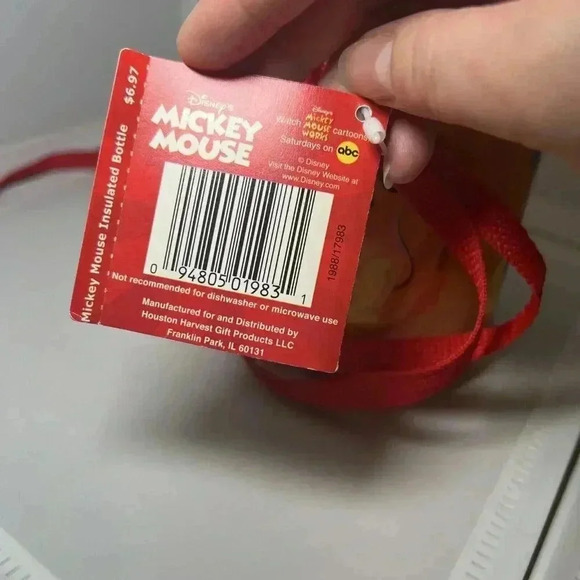 Mickey Mouse Insulated Bottle $6.97
Disney's
MICKEY
MOUSE
Disney's
MICKEY
MOUSE
WORKS
Watch cartoons
Saturdays on abc
© Disney
Visit the Disney Website at
www.Disney.com
0 94805 01983 1
1988/17983
Not recommended for dishwasher or microwave use
Manufactured for and Distributed by
Houston Harvest Gift Products LLC
Franklin Park, IL 60131